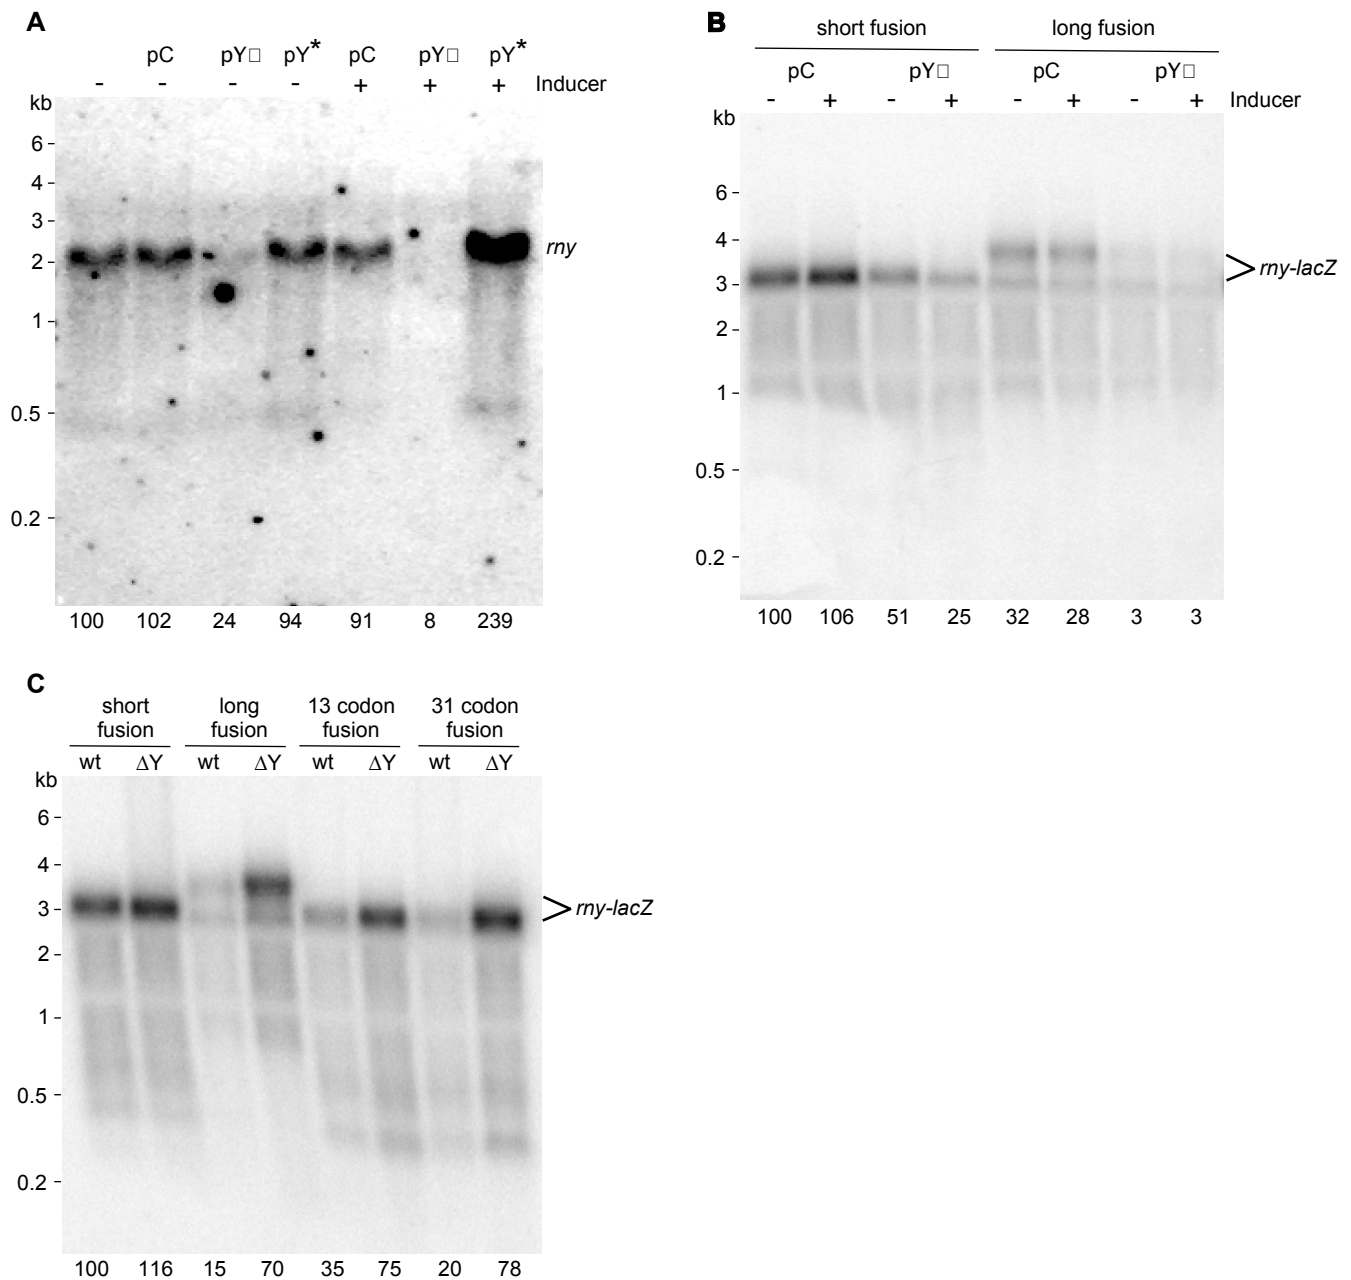 A
pC pY□ pY* pC pY□ pY*
- - - - + + + Inducer
kb
6
4
3
rny
2
1
0.5
0.2
100 102 24 94 91 8 239
B
short fusion long fusion
pC pY□ pC pY□
- + - + - + - + Inducer
kb
6
4
rny-lacZ
3
2
1
0.5
0.2
100 106 51 25 32 28 3 3
C
short fusion long fusion 13 codon fusion 31 codon fusion
wt ΔY wt ΔY wt ΔY wt ΔY
kb
6
4
3
rny-lacZ
2
1
0.5
0.2
100 116 15 70 35 75 20 78